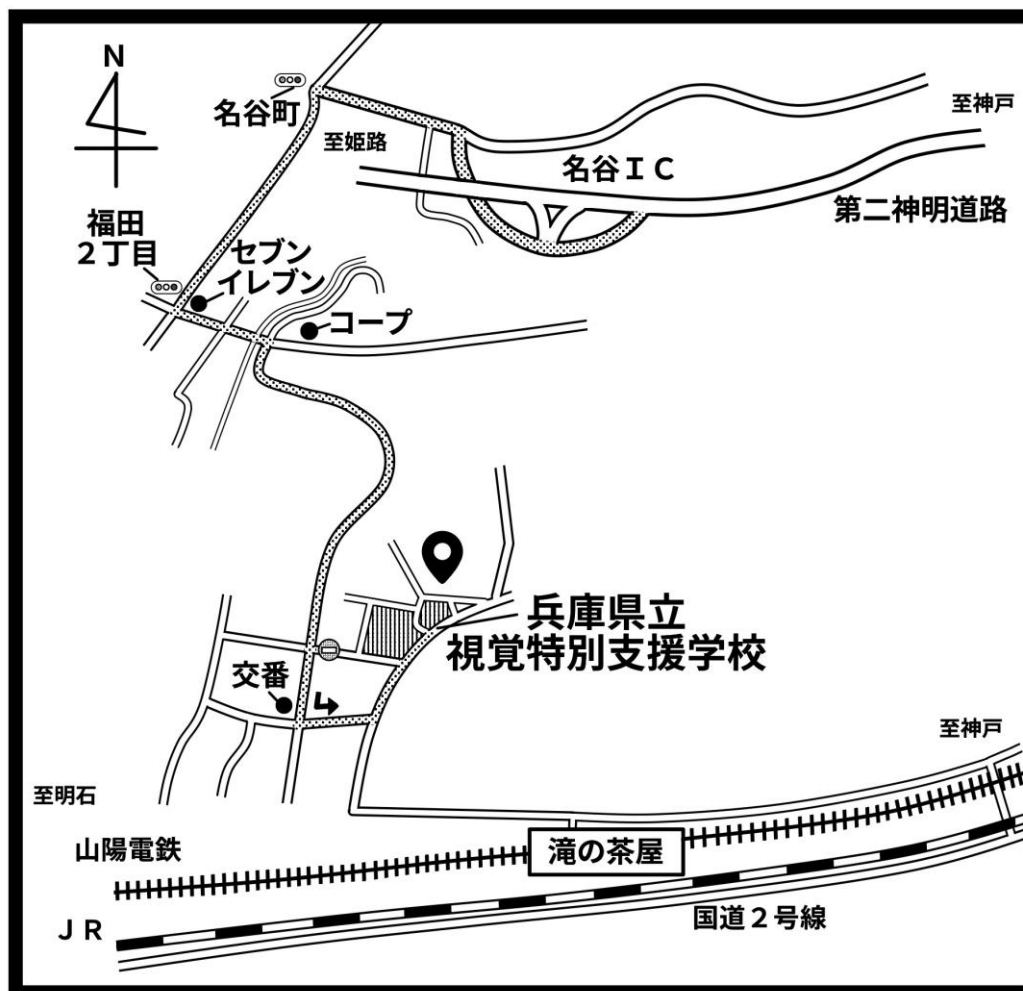 N
名谷町
至姫路
至神戸
名谷ＩＣ
第二神明道路
福田
２丁目
セブン
イレブン
コープ
兵庫県立
視覚特別支援学校
交番
至神戸
至明石
山陽電鉄
滝の茶屋
ＪＲ
国道２号線